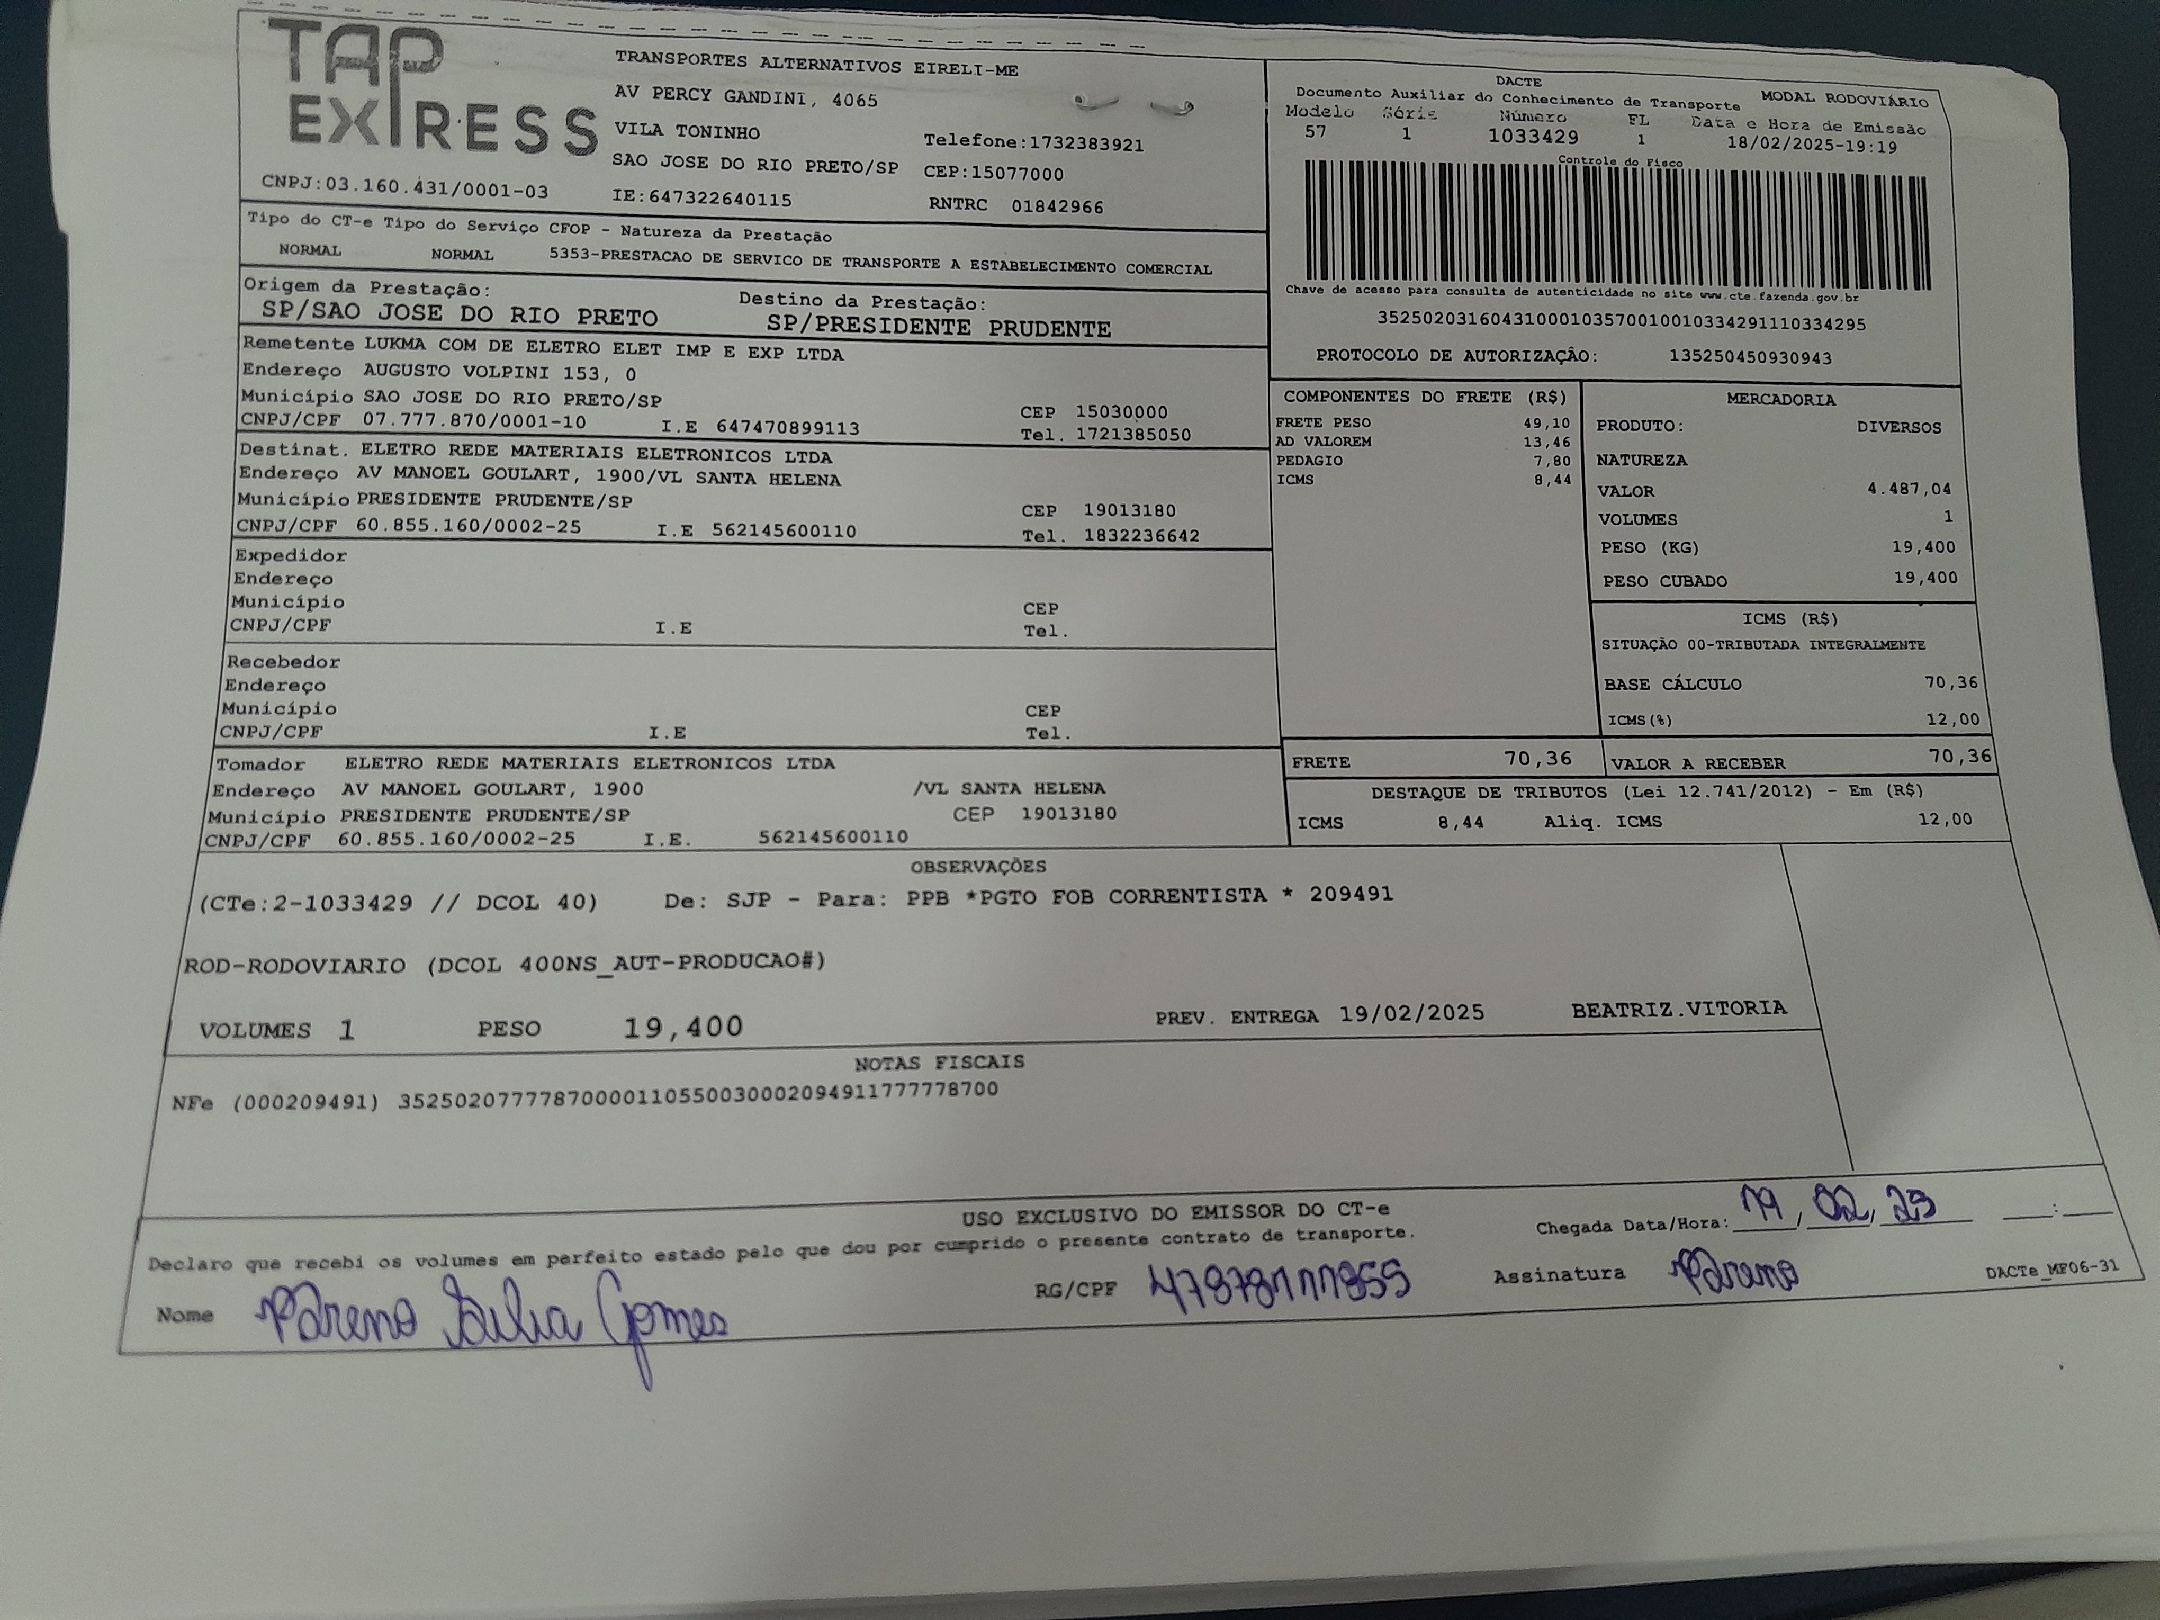 TAP EXPRESS
TRANSPORTES ALTERNATIVOS EIRELI-ME
AV PERCY GANDINI, 4065
VILA TONINHO
Telefone:1732383921
SAO JOSE DO RIO PRETO/SP CEP:15077000
CNPJ:03.160.431/0001-03 IE:647322640115 RNTRC 01842966
DACTE
Documento Auxiliar do Conhecimento de Transporte MODAL RODOVIÁRIO
Modelo Série Número FL Data e Hora de Emissão
57 1 1033429 1 18/02/2025-19:19
Controle do Fisco
Chave de acesso para consulta de autenticidade no site www.cte.fazenda.gov.br
35250203160431000103570010010334291110334295
PROTOCOLO DE AUTORIZAÇÂO: 135250450930943
Tipo do CT-e Tipo do Serviço CFOP - Natureza da Prestação
NORMAL NORMAL 5353-PRESTACAO DE SERVICO DE TRANSPORTE A ESTABELECIMENTO COMERCIAL
Origem da Prestação: Destino da Prestação:
SP/SAO JOSE DO RIO PRETO SP/PRESIDENTE PRUDENTE
Remetente LUKMA COM DE ELETRO ELET IMP E EXP LTDA
Endereço AUGUSTO VOLPINI 153, 0
Município SAO JOSE DO RIO PRETO/SP CEP 15030000
CNPJ/CPF 07.777.870/0001-10 I.E 647470899113 Tel. 1721385050
Destinat. ELETRO REDE MATERIAIS ELETRONICOS LTDA
Endereço AV MANOEL GOULART, 1900/VL SANTA HELENA
Município PRESIDENTE PRUDENTE/SP CEP 19013180
CNPJ/CPF 60.855.160/0002-25 I.E 562145600110 Tel. 1832236642
Expedidor
Endereço
Município CEP
CNPJ/CPF I.E Tel.
Recebedor
Endereço
Município CEP
CNPJ/CPF I.E Tel.
Tomador ELETRO REDE MATERIAIS ELETRONICOS LTDA
Endereço AV MANOEL GOULART, 1900 /VL SANTA HELENA
Município PRESIDENTE PRUDENTE/SP CEP 19013180
CNPJ/CPF 60.855.160/0002-25 I.E. 562145600110
COMPONENTES DO FRETE (R$)
FRETE PESO 49,10
AD VALOREM 13,46
PEDAGIO 7,80
ICMS 8,44
MERCADORIA
PRODUTO: DIVERSOS
NATUREZA
VALOR 4.487,04
VOLUMES 1
PESO (KG) 19,400
PESO CUBADO 19,400
ICMS (R$)
SITUAÇÃO 00-TRIBUTADA INTEGRALMENTE
BASE CÁLCULO 70,36
ICMS(%) 12,00
FRETE 70,36 VALOR A RECEBER 70,36
DESTAQUE DE TRIBUTOS (Lei 12.741/2012) - Em (R$)
ICMS 8,44 Aliq. ICMS 12,00
OBSERVAÇÕES
(CTe:2-1033429 // DCOL 40) De: SJP - Para: PPB *PGTO FOB CORRENTISTA * 209491
ROD-RODOVIARIO (DCOL 400NS_AUT-PRODUCAO#)
VOLUMES 1 PESO 19,400 PREV. ENTREGA 19/02/2025 BEATRIZ.VITORIA
NOTAS FISCAIS
NFe (000209491) 35250207777870000110550030002094911777778700
USO EXCLUSIVO DO EMISSOR DO CT-e
Chegada Data/Hora: 19/02/25 :
Declaro que recebi os volumes em perfeito estado pelo que dou por cumprido o presente contrato de transporte.
Nome Gomes RG/CPF Assinatura
DACTe_MF06-31